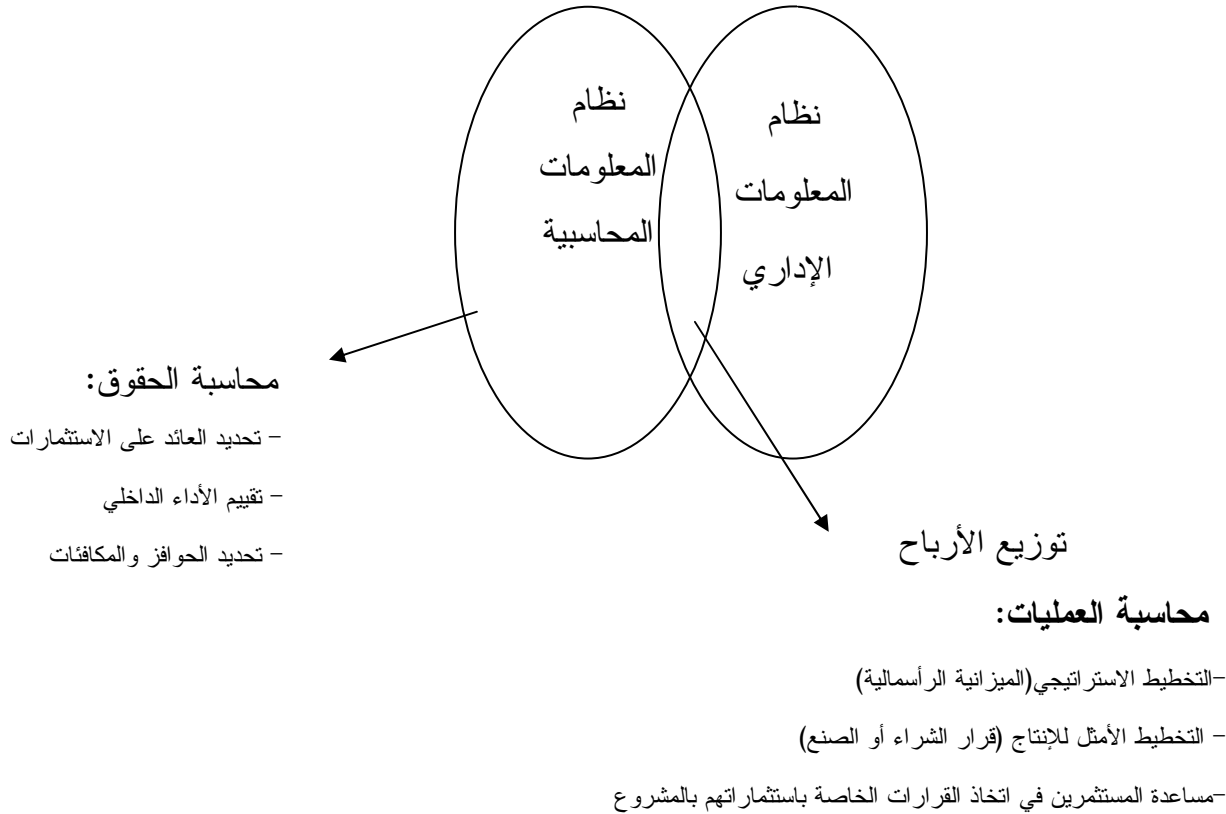 نظام
المعلومات
الإداري
نظام
المعلومات
المحاسبية
محاسبة الحقوق:
- تحديد العائد على الاستثمارات
- تقييم الأداء الداخلي
- تحديد الحوافز والمكافئات
توزيع الأرباح
محاسبة العمليات:
-التخطيط الاستراتيجي(الميزانية الرأسمالية)
- التخطيط الأمثل للإنتاج (قرار الشراء أو الصنع)
-مساعدة المستثمرين في اتخاذ القرارات الخاصة باستثماراتهم بالمشروع